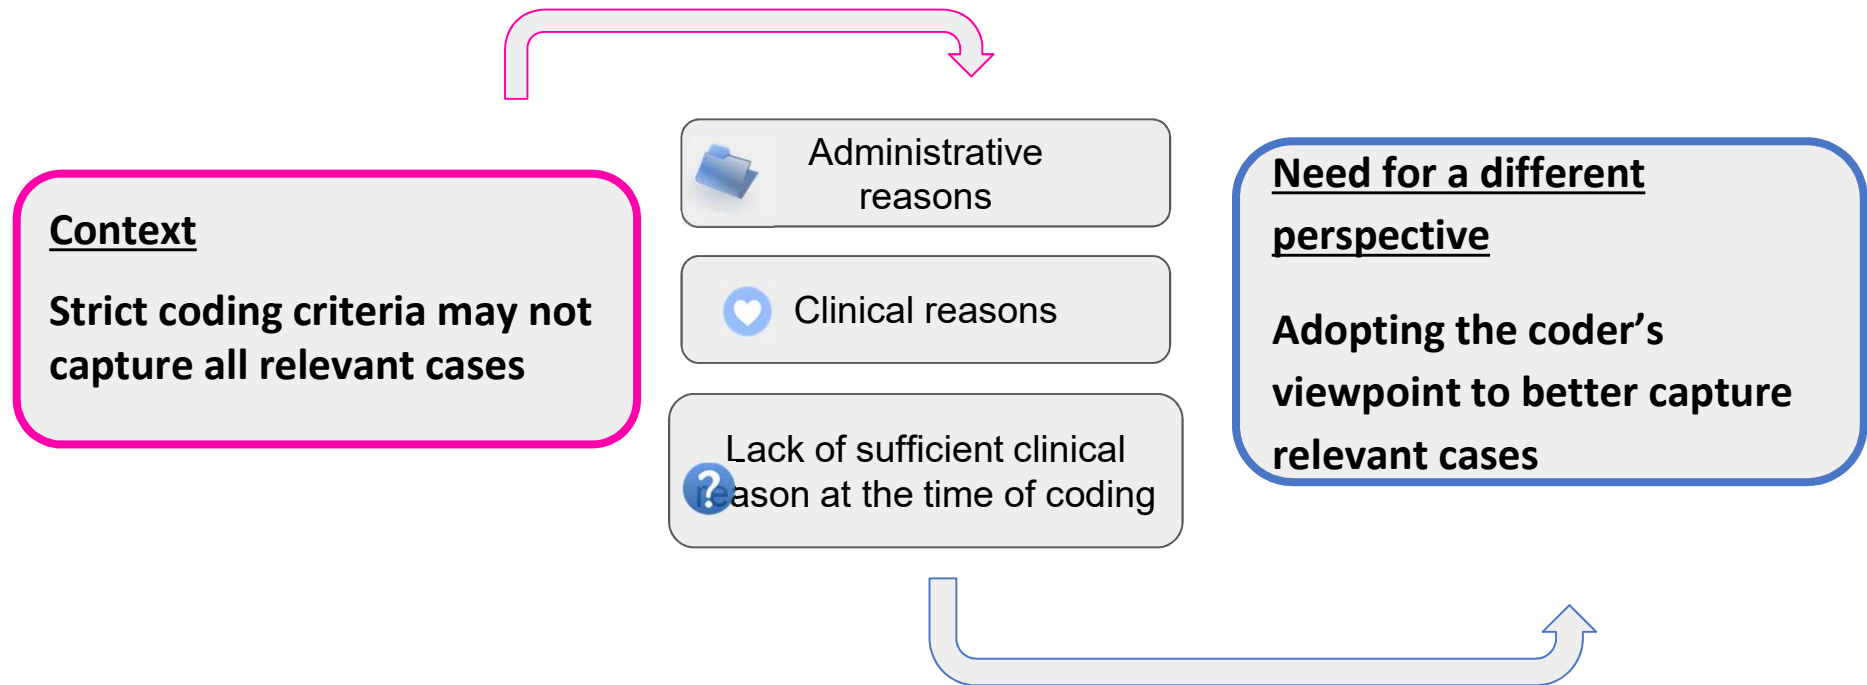 Context
Strict coding criteria may not
capture all relevant cases
Administrative
reasons
Clinical reasons
Lack of sufficient clinical
reason at the time of coding
Need for a different
perspective
Adopting the coder’s
viewpoint to better capture
relevant cases